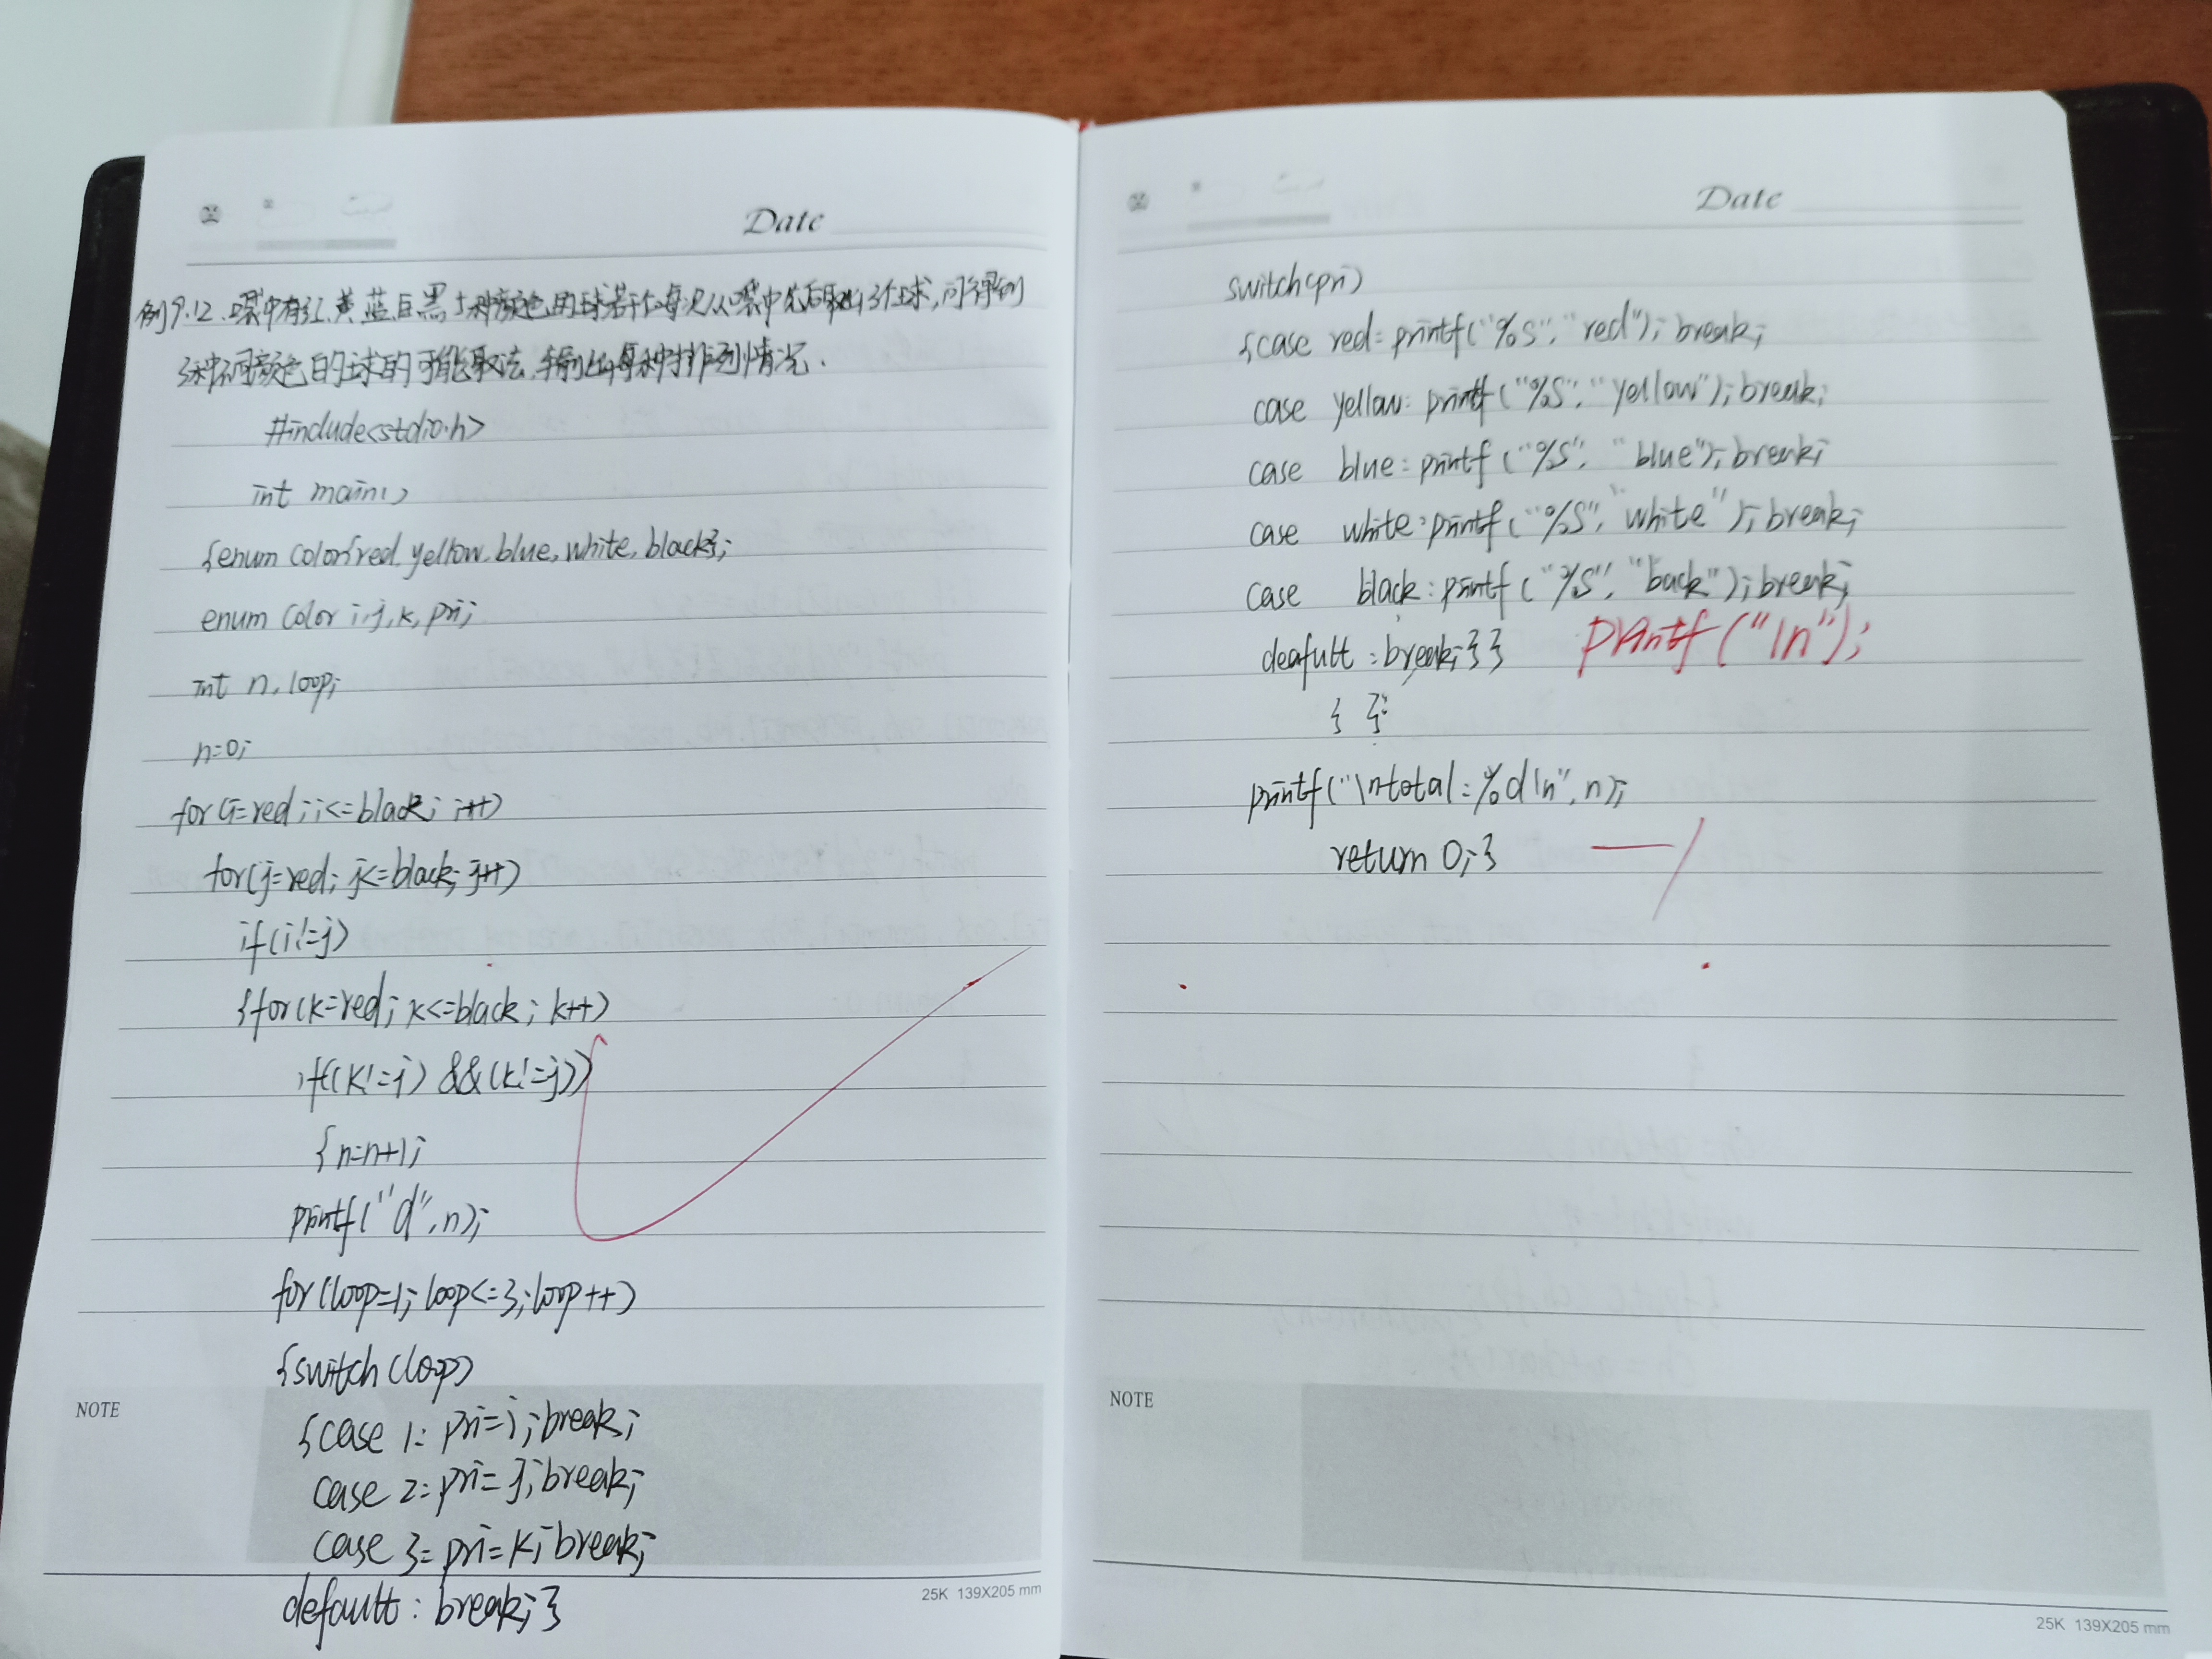 Date
例9.12.口袋中有红、黄、蓝、白、黑5种颜色的球若干个每次从口袋中先后取出3个球,问得到
3种不同颜色的球的可能取法,输出每种排列情况.
#include<stdio.h>
int main()
{enum color{red,yellow,blue,white,black};
enum color i,j,k,pri;
int n,loop;
n=0;
for(i=red;i<=black;i++)
for(j=red;j<=black;j++)
if(i!=j)
{for(k=red;k<=black;k++)
if((k!=i) &&(k!=j))
{n=n+1;
printf("d",n);
for(loop=1;loop<=3;loop++)
{switch(loop)
{case 1: pri=i;break;
case 2: pri=j;break;
case 3: pri=k;break;
default: break;}
NOTE
25K 139X205 mm
Date
switch(pri)
{case red: printf("%s","red");break;
case yellow: printf("%s","yellow");break;
case blue: printf("%s","blue");break;
case white: printf("%s","white");break;
case black: printf("%s","back");break;
deafult :break;}} printf("\n");
} }
printf("\ntotal:%d\n",n);
return 0;}
NOTE
25K 139X205 mm